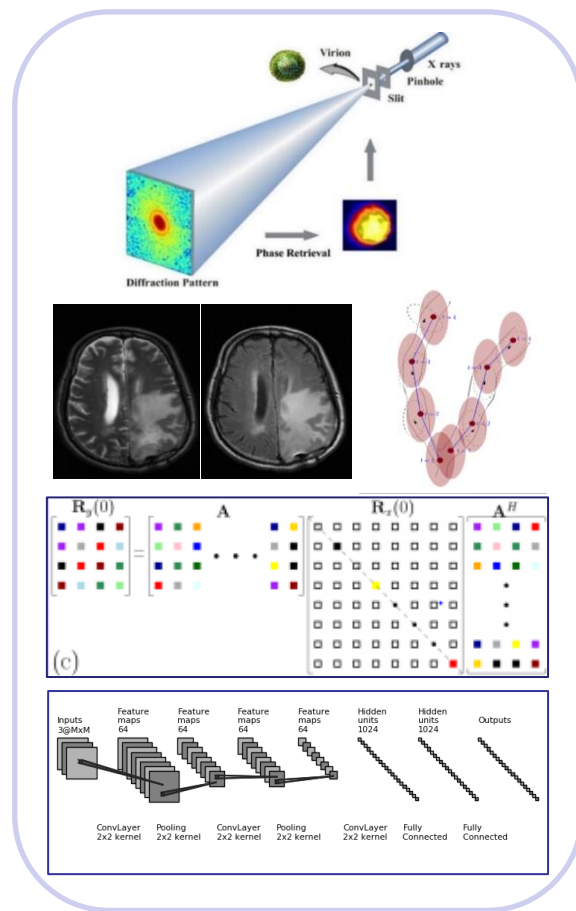 Virion
X rays
Pinhole
Slit
Phase Retrieval
Diffraction Pattern
R_y(0) A R_x(0) A^H
=
(c)
Inputs
3@MxM
Feature
maps
64
Feature
maps
64
Feature
maps
64
Feature
maps
64
Hidden
units
1024
Hidden
units
1024
Outputs
ConvLayer
2x2 kernel
Pooling
2x2 kernel
ConvLayer
2x2 kernel
Pooling
2x2 kernel
ConvLayer
2x2 kernel
Fully
Connected
Fully
Connected